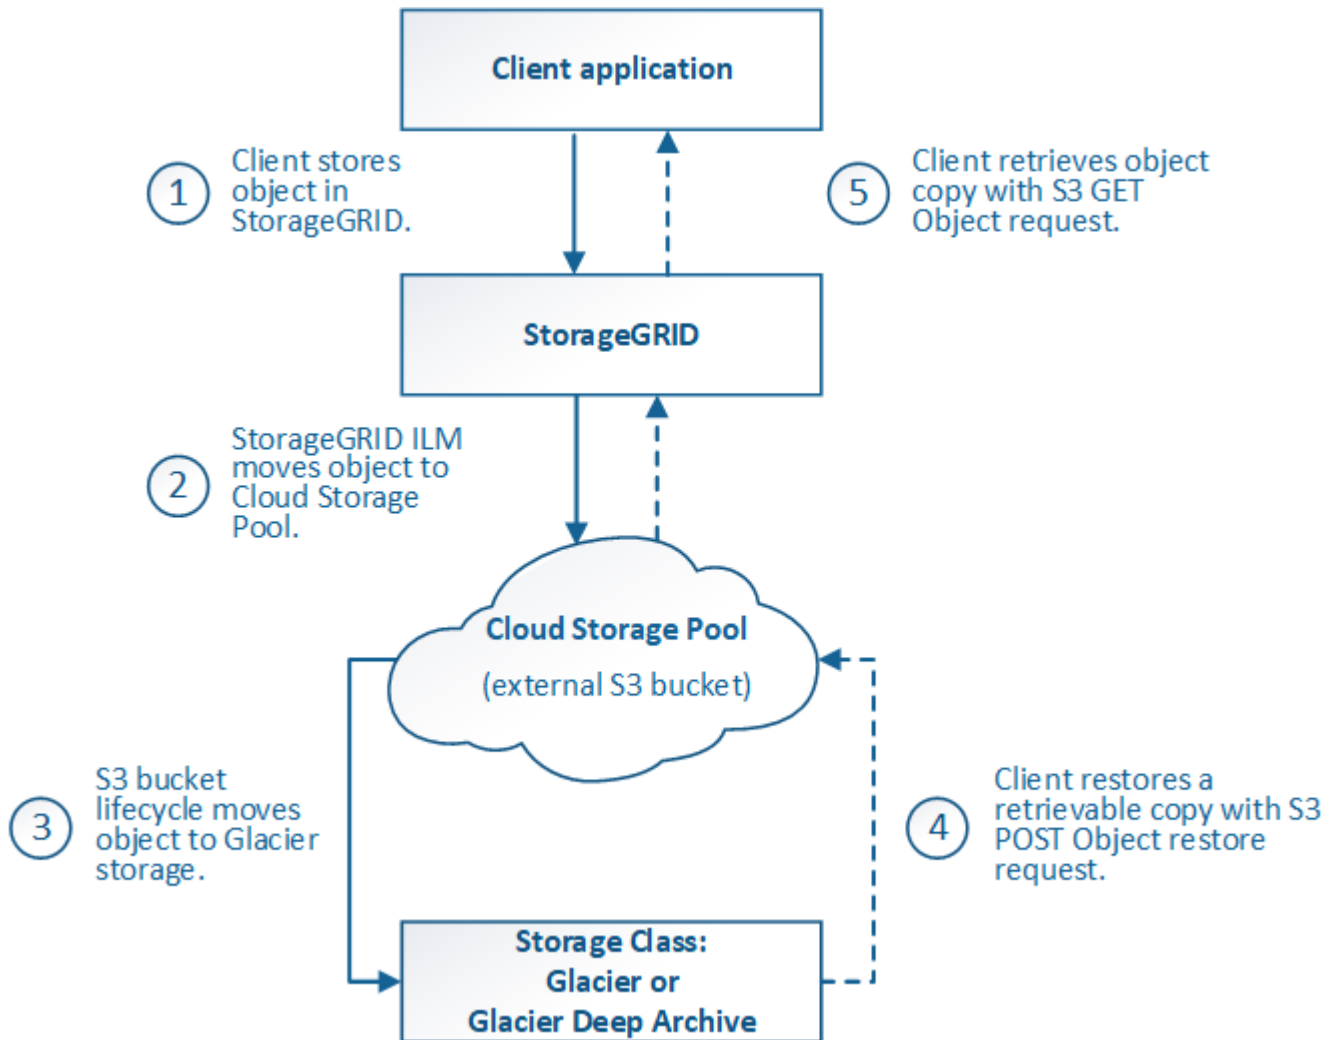 Client application
1
Client stores
object in
StorageGRID.
5
Client retrieves object
copy with S3 GET
Object request.
StorageGRID
2
StorageGRID ILM
moves object to
Cloud Storage
Pool.
Cloud Storage Pool
(external S3 bucket)
3
S3 bucket
lifecycle moves
object to Glacier
storage.
4
Client restores a
retrievable copy with S3
POST Object restore
request.
Storage Class:
Glacier or
Glacier Deep Archive